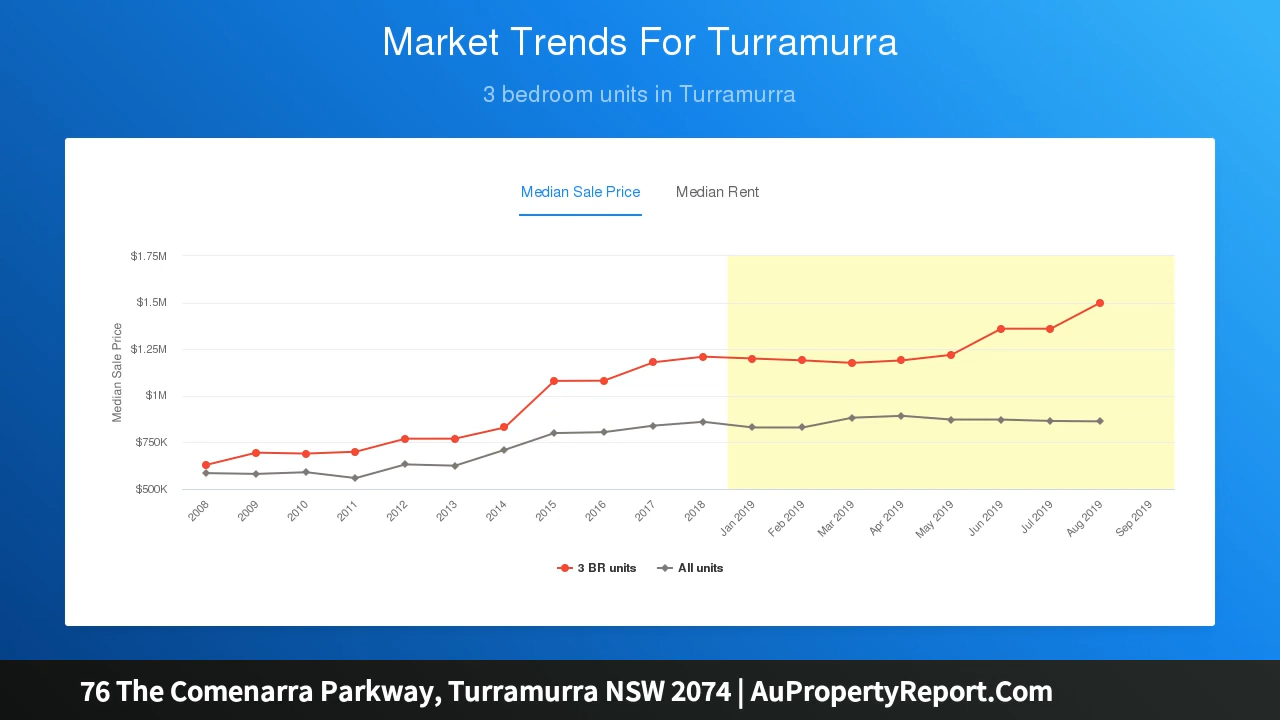 Market Trends For Turramurra
3 bedroom units in Turramurra
Median Sale Price Median Rent
$1.75M
$1.5M
$1.25M
$1M
$750K
$500K
Median Sale Price
2008 2009 2010 2011 2012 2013 2014 2015 2016 2017 2018 Jan 2019 Feb 2019 Mar 2019 Apr 2019 May 2019 Jun 2019 Jul 2019 Aug 2019 Sep 2019
3 BR units All units
76 The Comenarra Parkway, Turramurra NSW 2074 | AuPropertyReport.Com